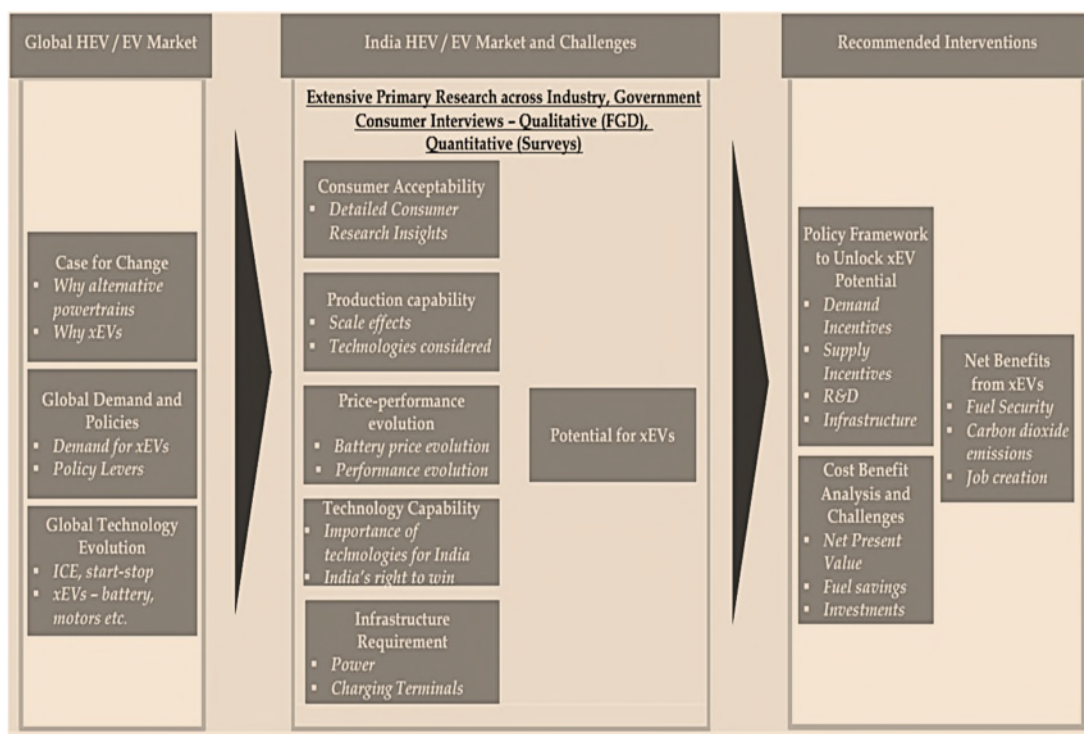 Global HEV / EV Market
Case for Change
▪ Why alternative
powertrains
▪ Why xEVs
Global Demand and
Policies
▪ Demand for xEVs
▪ Policy Levers
Global Technology
Evolution
▪ ICE, start-stop
▪ xEVs – battery,
motors etc.
India HEV / EV Market and Challenges
Extensive Primary Research across Industry, Government
Consumer Interviews – Qualitative (FGD),
Quantitative (Surveys)
Consumer Acceptability
▪ Detailed Consumer
Research Insights
Production capability
▪ Scale effects
▪ Technologies considered
Price-performance
evolution
▪ Battery price evolution
▪ Performance evolution
Technology Capability
▪ Importance of
technologies for India
▪ India's right to win
Infrastructure
Requirement
▪ Power
▪ Charging Terminals
Potential for xEVs
Recommended Interventions
Policy Framework
to Unlock xEV
Potential
▪ Demand
Incentives
▪ Supply
Incentives
▪ R&D
▪ Infrastructure
Cost Benefit
Analysis and
Challenges
▪ Net Present
Value
▪ Fuel savings
▪ Investments
Net Benefits
from xEVs
▪ Fuel Security
▪ Carbon dioxide
emissions
▪ Job creation